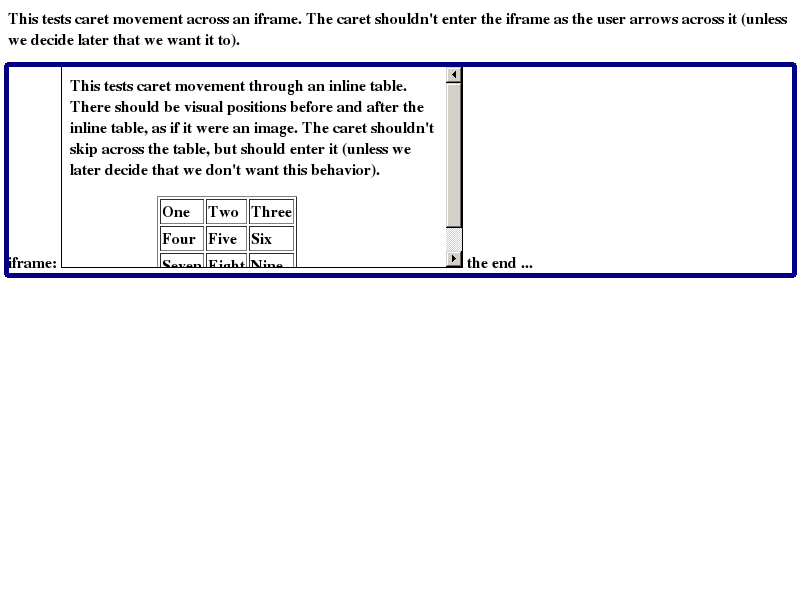 This tests caret movement across an iframe. The caret shouldn't enter the iframe as the user arrows across it (unless
we decide later that we want it to).
This tests caret movement through an inline table.
There should be visual positions before and after the
inline table, as if it were an image. The caret shouldn't
skip across the table, but should enter it (unless we
later decide that we don't want this behavior).
One Two Three
Four Five Six
Seven Eight Nine
iframe: the end ...